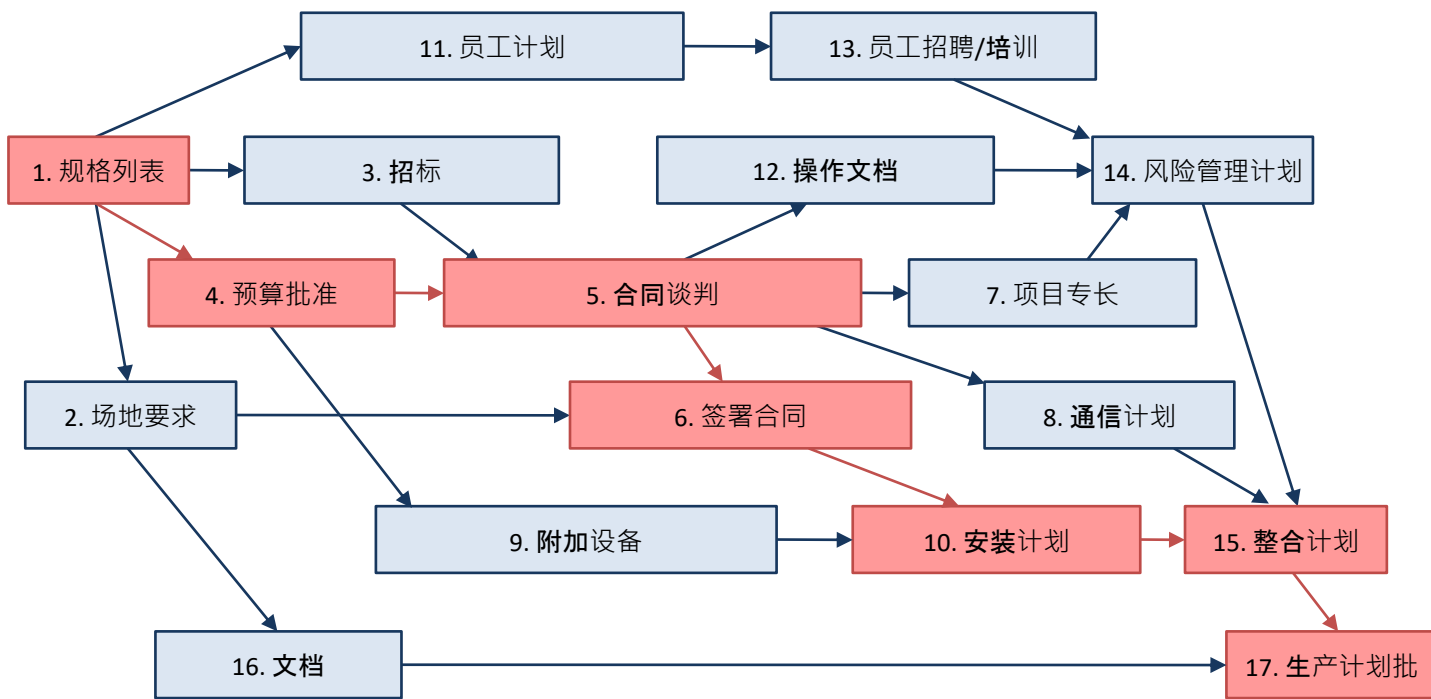 11. 员工计划
13. 员工招聘/培训
1. 规格列表
3. 招标
12. 操作文档
14. 风险管理计划
4. 预算批准
5. 合同谈判
7. 项目专长
2. 场地要求
6. 签署合同
8. 通信计划
9. 附加设备
10. 安装计划
15. 整合计划
16. 文档
17. 生产计划批